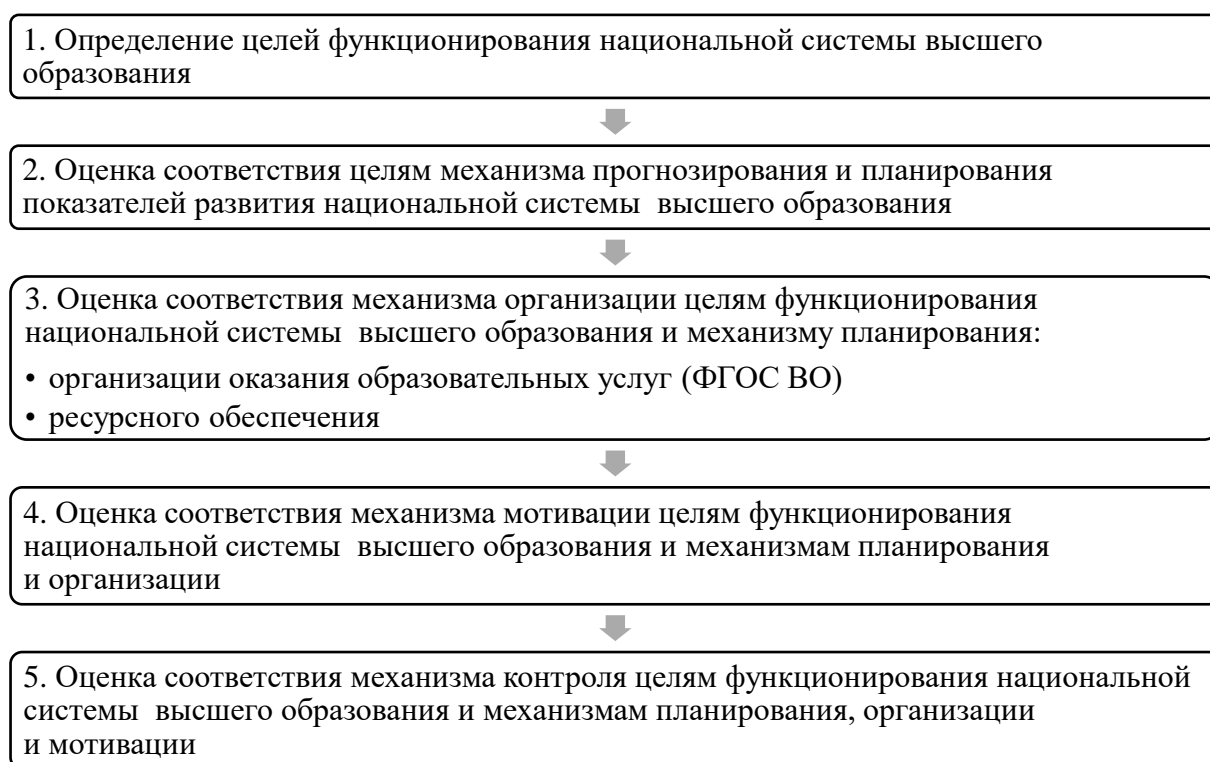 1. Определение целей функционирования национальной системы высшего
образования
2. Оценка соответствия целям механизма прогнозирования и планирования
показателей развития национальной системы  высшего образования
3. Оценка соответствия механизма организации целям функционирования
национальной системы  высшего образования и механизму планирования:
• организации оказания образовательных услуг (ФГОС ВО)
• ресурсного обеспечения
4. Оценка соответствия механизма мотивации целям функционирования
национальной системы  высшего образования и механизмам планирования
и организации
5. Оценка соответствия механизма контроля целям функционирования национальной
системы  высшего образования и механизмам планирования, организации
и мотивации